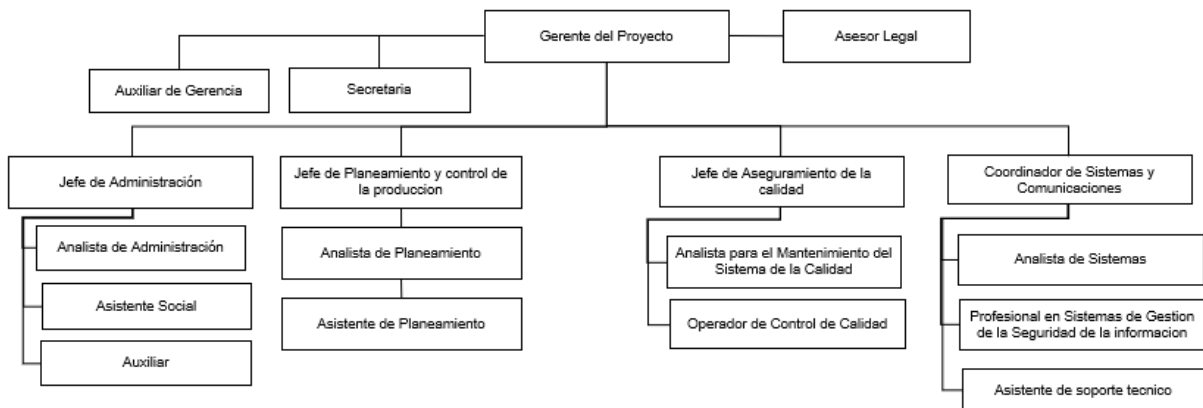 Gerente del Proyecto
Asesor Legal
Auxiliar de Gerencia
Secretaria
Jefe de Administración
Jefe de Planeamiento y control de
la produccion
Jefe de Aseguramiento de la
calidad
Coordinador de Sistemas y
Comunicaciones
Analista de Administración
Asistente Social
Auxiliar
Analista de Planeamiento
Asistente de Planeamiento
Analista para el Mantenimiento del
Sistema de la Calidad
Operador de Control de Calidad
Analista de Sistemas
Profesional en Sistemas de Gestion
de la Seguridad de la informacion
Asistente de soporte tecnico